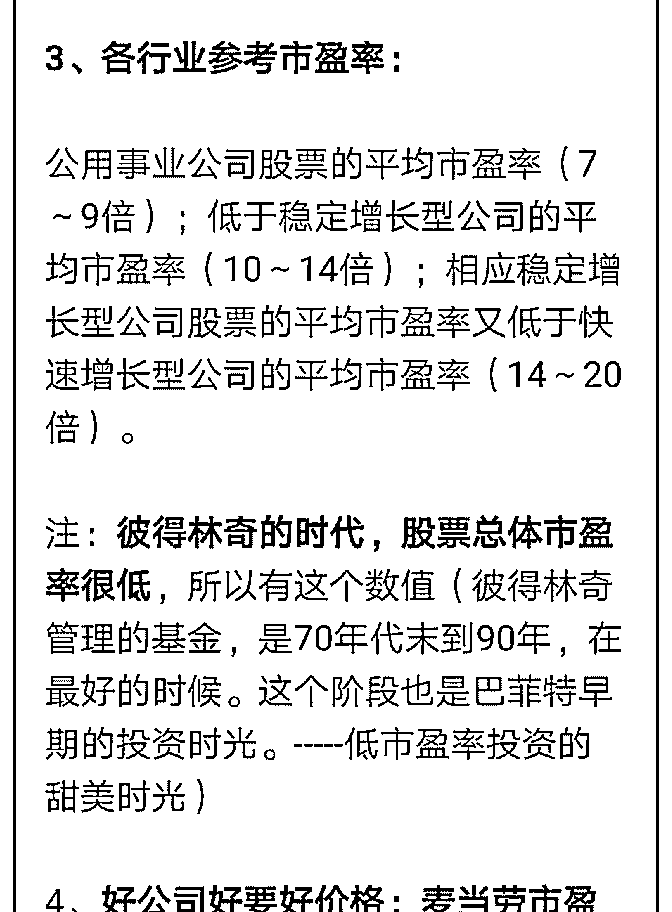 3、各行业参考市盈率：
公用事业公司股票的平均市盈率（7
～9倍）；低于稳定增长型公司的平
均市盈率（10～14倍）；相应稳定增
长型公司股票的平均市盈率又低于快
速增长型公司的平均市盈率（14～20
倍）。
注：彼得林奇的时代，股票总体市盈
率很低，所以有这个数值（彼得林奇
管理的基金，是70年代末到90年，在
最好的时候。这个阶段也是巴菲特早
期的投资时光。-----低市盈率投资的
甜美时光）
4、好公司好要好价格：麦当劳市盈